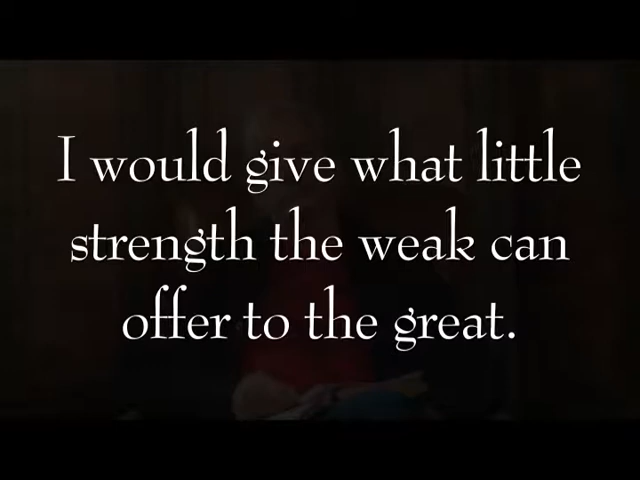 I would give what little
strength the weak can
offer to the great.